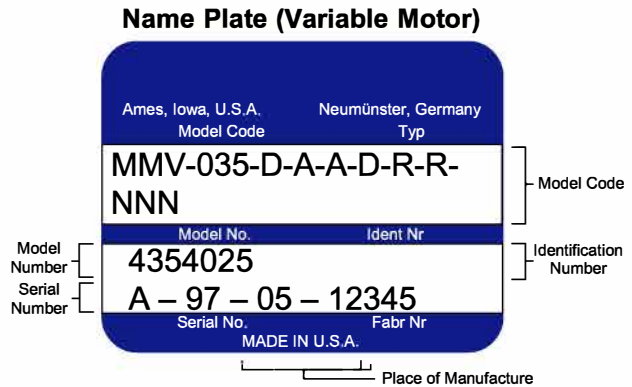 Name Plate (Variable Motor)
Ames, Iowa, U.S.A. Neumünster, Germany
Model Code Typ
MMV-035-D-A-A-D-R-R-
NNN
Model Code
Model No. Ident Nr
Model
Number
4354025
Identification
Number
Serial
Number
A – 97 – 05 – 12345
Serial No. Fabr Nr
MADE IN U.S.A.
Place of Manufacture